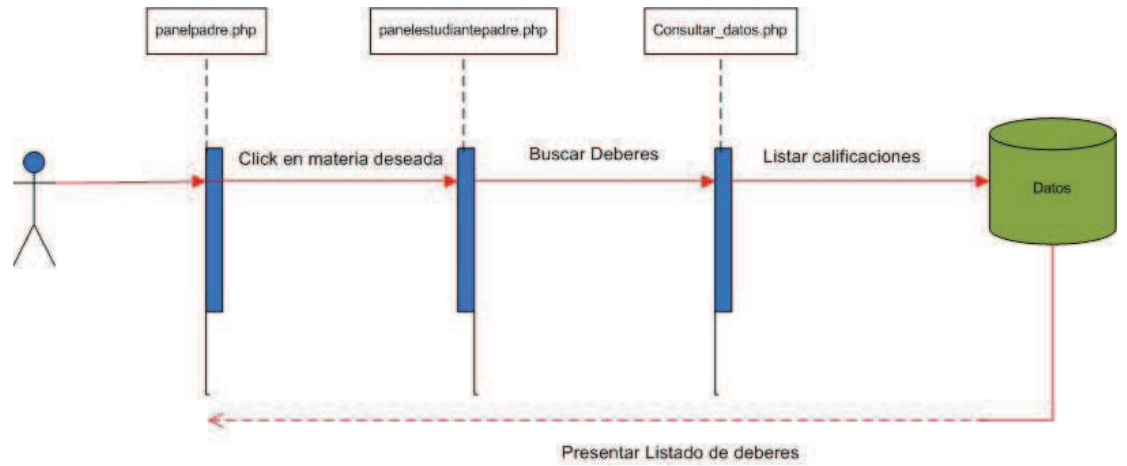 panelpadre.php
panelestudiantepadre.php
Consultar_datos.php
Click en materia deseada
Buscar Deberes
Listar calificaciones
Datos
Presentar Listado de deberes